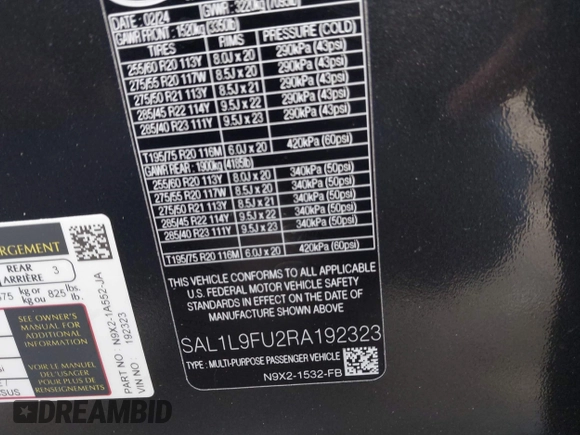 DATE: 02/24 GVWR: 3220kg (7099lb)
GAWR FRONT: 1520kg (3350lb)
TIRES RIMS PRESSURE (COLD)
255/60 R20 113Y 8.0J x 20 290kPa (43psi)
275/55 R20 117W 8.5J x 20 290kPa (43psi)
275/50 R21 113Y 8.5J x 21 290kPa (43psi)
285/45 R22 114Y 9.5J x 22 290kPa (43psi)
285/40 R23 111Y 9.5J x 23 290kPa (43psi)
T195/75 R20 116M 6.0J x 20 420kPa (60psi)
GAWR REAR: 1900kg (4185lb)
255/60 R20 113Y 8.0J x 20 340kPa (50psi)
275/55 R20 117W 8.5J x 20 340kPa (50psi)
275/50 R21 113Y 8.5J x 21 340kPa (50psi)
285/45 R22 114Y 9.5J x 22 340kPa (50psi)
285/40 R23 111Y 9.5J x 23 340kPa (50psi)
T195/75 R20 116M 6.0J x 20 420kPa (60psi)
THIS VEHICLE CONFORMS TO ALL APPLICABLE
U.S. FEDERAL MOTOR VEHICLE SAFETY
STANDARDS IN EFFECT ON THE DATE OF
MANUFACTURE SHOWN ABOVE.
SAL1L9FU2RA192323
TYPE: MULTI-PURPOSE PASSENGER VEHICLE
N9X2-1532-FB
ARGEMENT
REAR
ARRIÈRE 3
kg or
kg ou 825 lbs.
lb.
SEE OWNER'S
MANUAL FOR
ADDITIONAL
INFORMATION
VOIR LE MANUEL
DE L'USAGER
POUR PLUS DE
RENSEIGNEMENTS
PART NO N9X2-1A552-JA
VIN NO 192323
DREAMBID